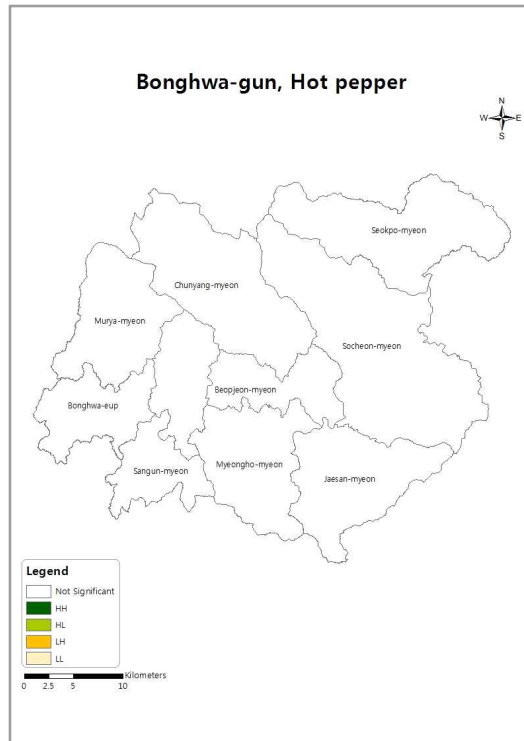 Bonghwa-gun, Hot pepper
N
W E
S
Seokpo-myeon
Chunyang-myeon
Murya-myeon
Socheon-myeon
Beopjeon-myeon
Bonghwa-eup
Myeongho-myeon
Sangun-myeon
Jaesan-myeon
Legend
Not Significant
HH
HL
LH
LL
Kilometers
0 2.5 5 10